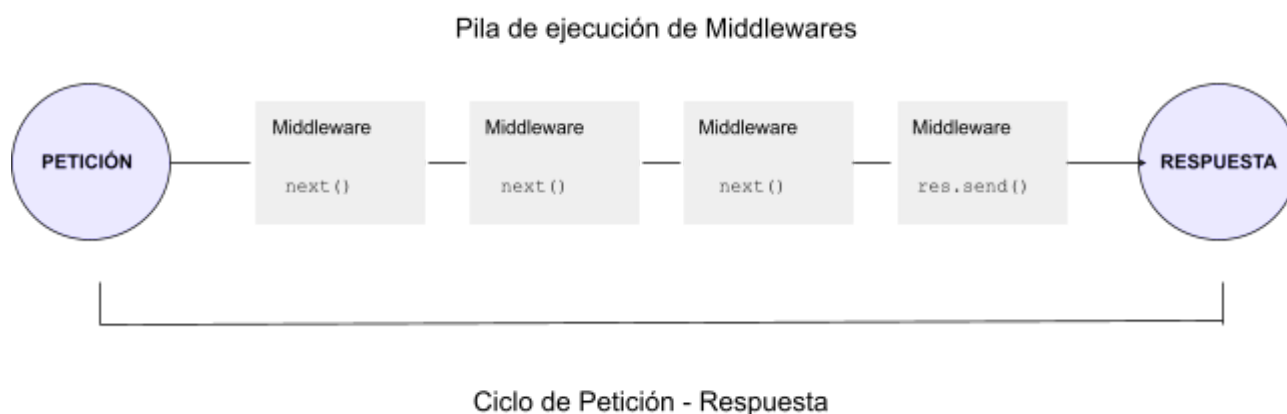 Pila de ejecución de Middlewares
PETICIÓN
Middleware
next()
Middleware
next()
Middleware
next()
Middleware
res.send()
RESPUESTA
Ciclo de Petición - Respuesta